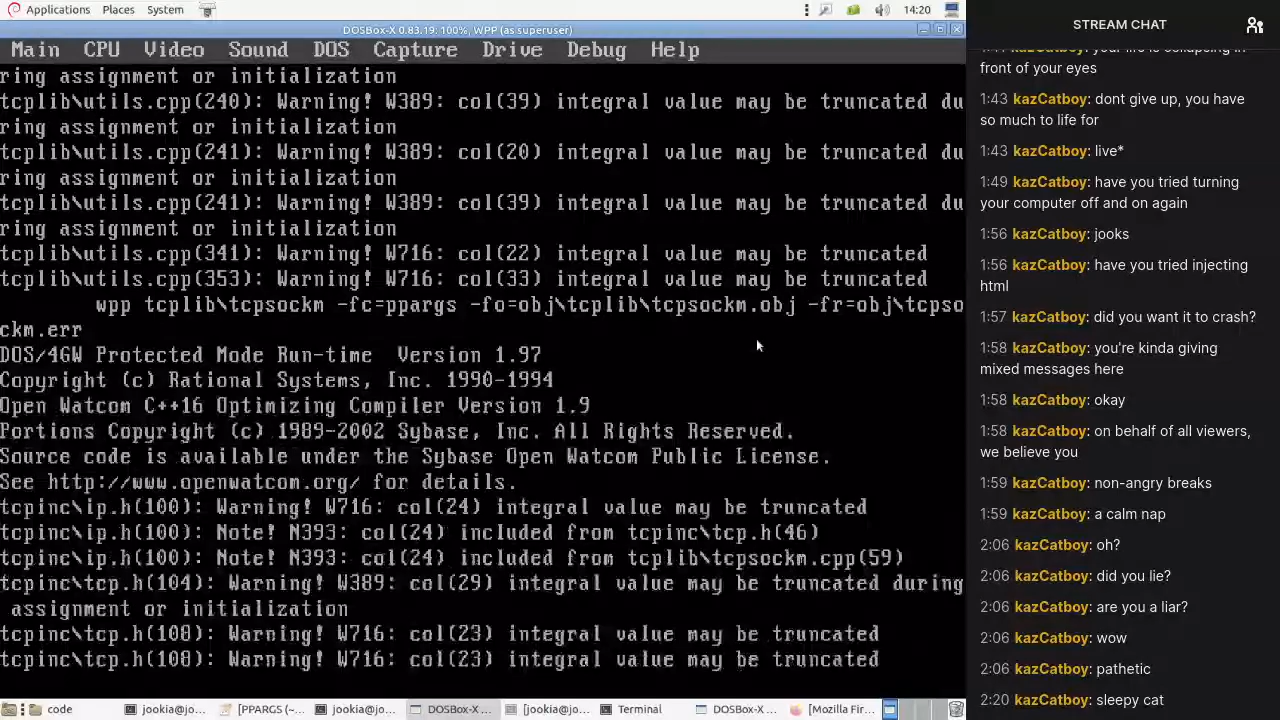 Applications Places System 14:20
DOSBox-X 0.83.19: 100%, WPP (as superuser)
Main CPU Video Sound DOS Capture Drive Debug Help
ring assignment or initialization
tcplib\utils.cpp(240): Warning! W389: col(39) integral value may be truncated du
ring assignment or initialization
tcplib\utils.cpp(241): Warning! W389: col(20) integral value may be truncated du
ring assignment or initialization
tcplib\utils.cpp(241): Warning! W389: col(39) integral value may be truncated du
ring assignment or initialization
tcplib\utils.cpp(341): Warning! W716: col(22) integral value may be truncated
tcplib\utils.cpp(353): Warning! W716: col(33) integral value may be truncated
wpp tcplib\tcpsockm -fc=ppargs -fo=obj\tcplib\tcpsockm.obj -fr=obj\tcpso
ckm.err
DOS/4GW Protected Mode Run-time Version 1.97
Copyright (c) Rational Systems, Inc. 1990-1994
Open Watcom C++16 Optimizing Compiler Version 1.9
Portions Copyright (c) 1989-2002 Sybase, Inc. All Rights Reserved.
Source code is available under the Sybase Open Watcom Public License.
See http://www.openwatcom.org/ for details.
tcpinc\ip.h(100): Warning! W716: col(24) integral value may be truncated
tcpinc\ip.h(100): Note! N393: col(24) included from tcpinc\tcp.h(46)
tcpinc\ip.h(100): Note! N393: col(24) included from tcplib\tcpsockm.cpp(59)
tcpinc\tcp.h(104): Warning! W389: col(29) integral value may be truncated during
assignment or initialization
tcpinc\tcp.h(108): Warning! W716: col(23) integral value may be truncated
tcpinc\tcp.h(108): Warning! W716: col(23) integral value may be truncated
code jookia@jo... [PPARGS (~... jookia@jo... DOSBox-X ... [jookia@jo... Terminal DOSBox-X ... [Mozilla Fir...
STREAM CHAT
front of your eyes
1:43 kazCatboy: dont give up, you have
so much to life for
1:43 kazCatboy: live*
1:49 kazCatboy: have you tried turning
your computer off and on again
1:56 kazCatboy: jooks
1:56 kazCatboy: have you tried injecting
html
1:57 kazCatboy: did you want it to crash?
1:58 kazCatboy: you're kinda giving
mixed messages here
1:58 kazCatboy: okay
1:58 kazCatboy: on behalf of all viewers,
we believe you
1:59 kazCatboy: non-angry breaks
1:59 kazCatboy: a calm nap
2:06 kazCatboy: oh?
2:06 kazCatboy: did you lie?
2:06 kazCatboy: are you a liar?
2:06 kazCatboy: wow
2:06 kazCatboy: pathetic
2:20 kazCatboy: sleepy cat